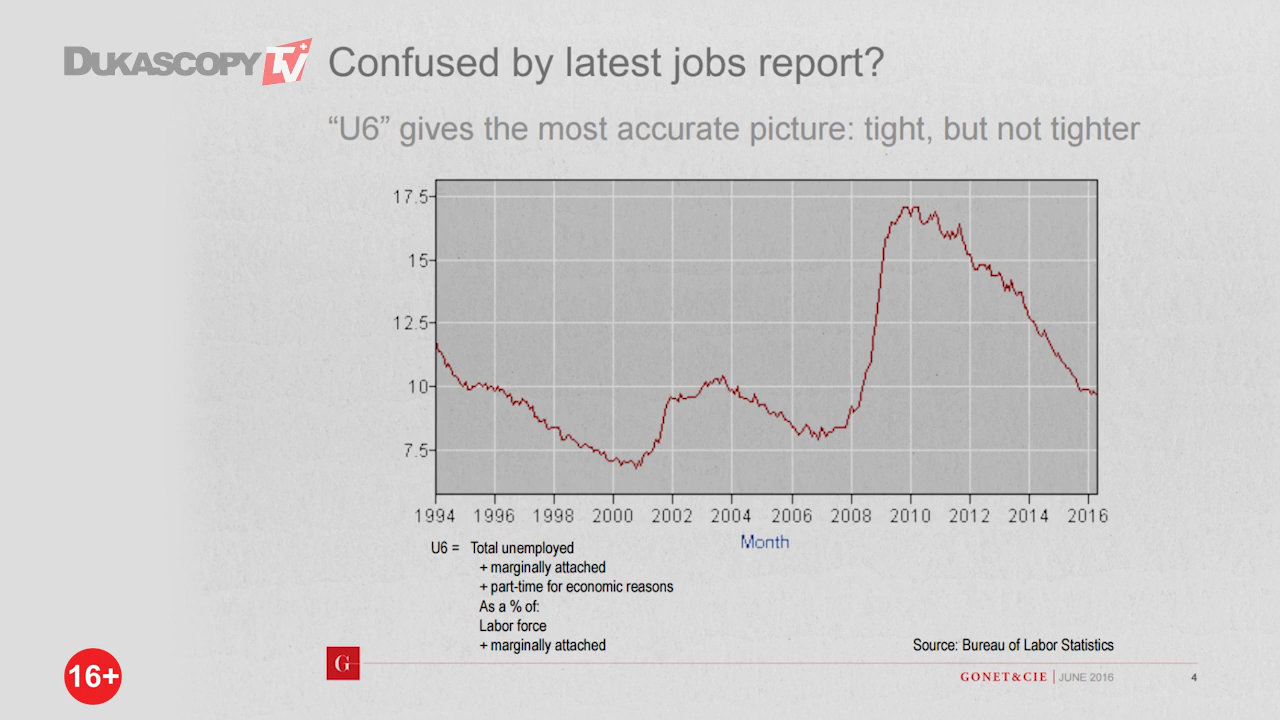 DUKASCOPY TV
Confused by latest jobs report?
“U6” gives the most accurate picture: tight, but not tighter
17.5
15
12.5
10
7.5
1994 1996 1998 2000 2002 2004 2006 2008 2010 2012 2014 2016
Month
U6 = Total unemployed
+ marginally attached
+ part-time for economic reasons
As a % of:
Labor force
+ marginally attached
Source: Bureau of Labor Statistics
G
GONET&CIE | JUNE 2016
4
16+